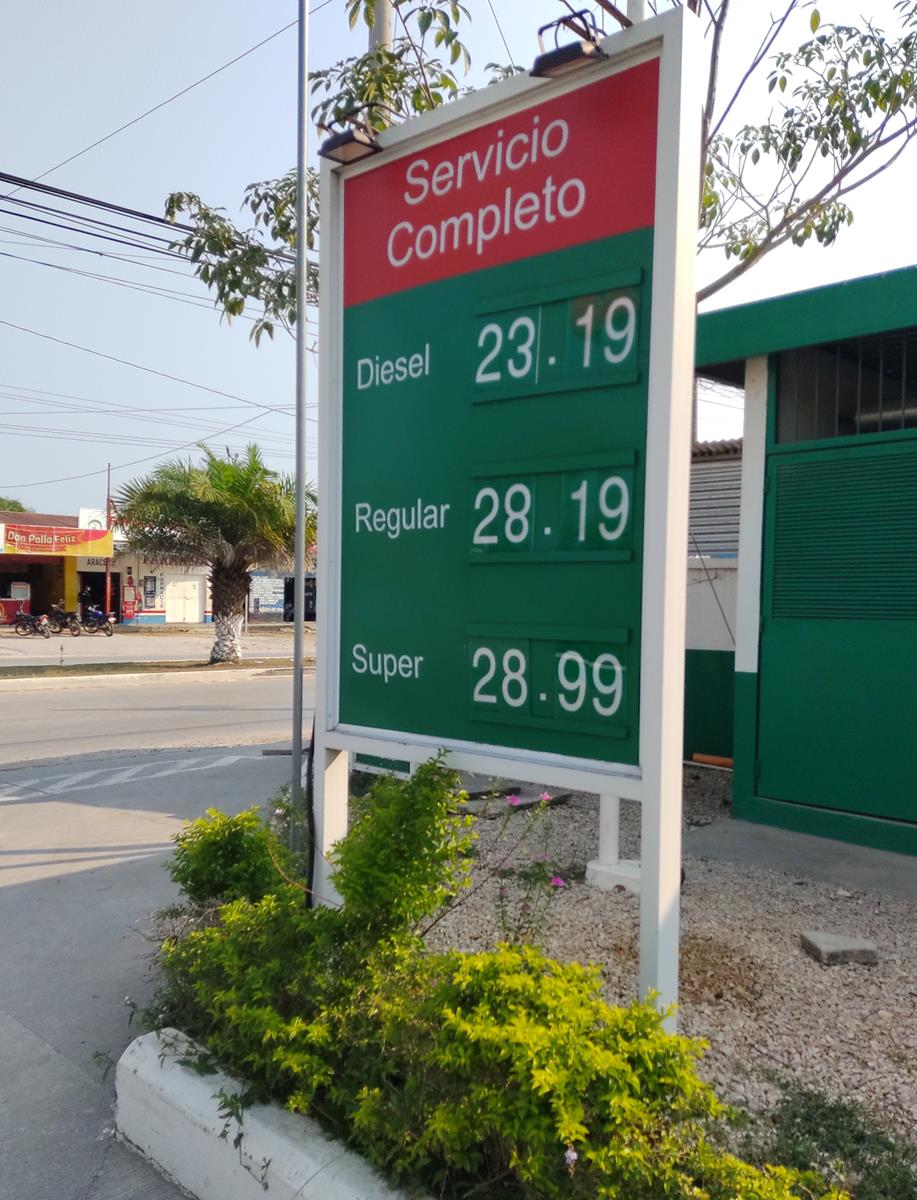 Servicio
Completo
Diesel 23.19
Regular 28.19
Super 28.99
Don Pollo Feliz